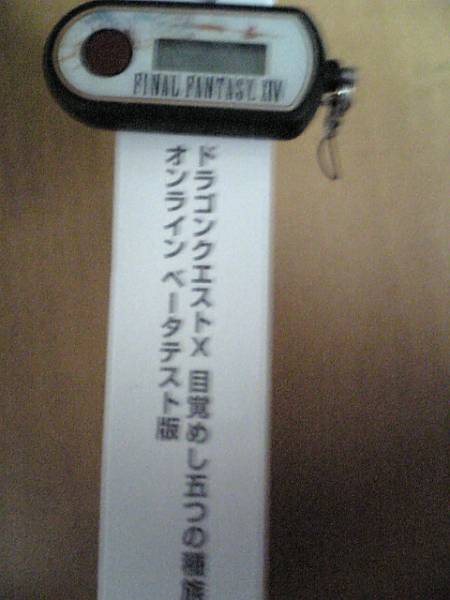 FINAL FANTASY XIV
ドラゴンクエストX 目覚めし五つの種族
オンライン ベータテスト版